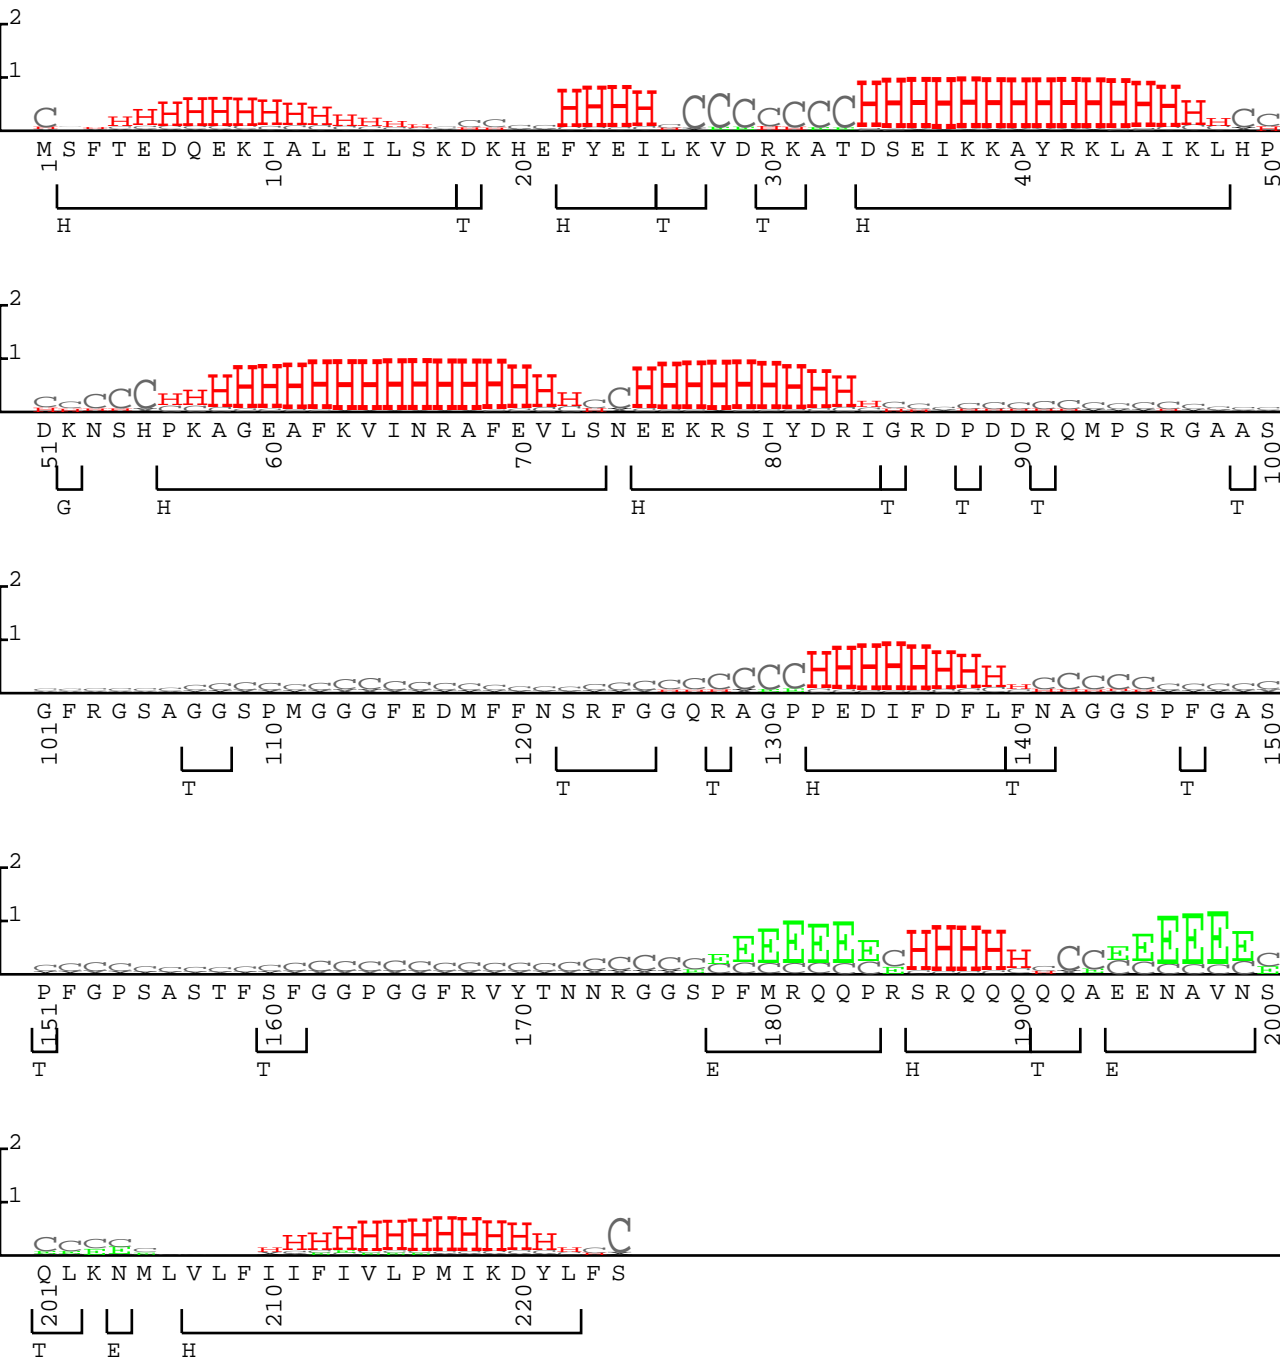 2
1
C H H H H H H H H H H H H H C C C C H H H H C C C C C C C C H H H H H H H H H H H H H H H C C
M S F T E D Q E K I A L E I L S K D K H E F Y E I L K V D R K A T D S E I K K A Y R K L A I K L H P
1 10 20 30 40 50
H T H T T H
2
1
C C C C C H H H H H H H H H H H H H H H H H C C H H H H H H H H H H C C C C C C C C C C C C C C C C
D K N S H P K A G E A F K V I N R A F E V L S N E E K R S I Y D R I G R D P D D R Q M P S R G A A S
51 60 70 80 90 100
G H H T T T T
2
1
C C C C C C C C C C C C C C C C C C C C C C C C C C C C C C C H H H H H H H H H C C C C C C C C C C
G F R G S A G G S P M G G G F E D M F F N S R F G G Q R A G P P E D I F D F L F N A G G S P F G A S
101 110 120 130 140 150
T T T H T T
2
1
C C C C C C C C C C C C C C C C C C C C C C C C C C C E E E E E E E C H H H H H C C E E E E E E C
P F G P S A S T F S F G G P G G F R V Y T N N R G G S P F M R Q Q P R S R Q Q Q Q Q A E E N A V N S
151 160 170 180 190 200
T T E H T E
2
1
C C C C C H H H H H H H H H H H H H C C
Q L K N M L V L F I I F I V L P M I K D Y L F S
201 210 220
T E H